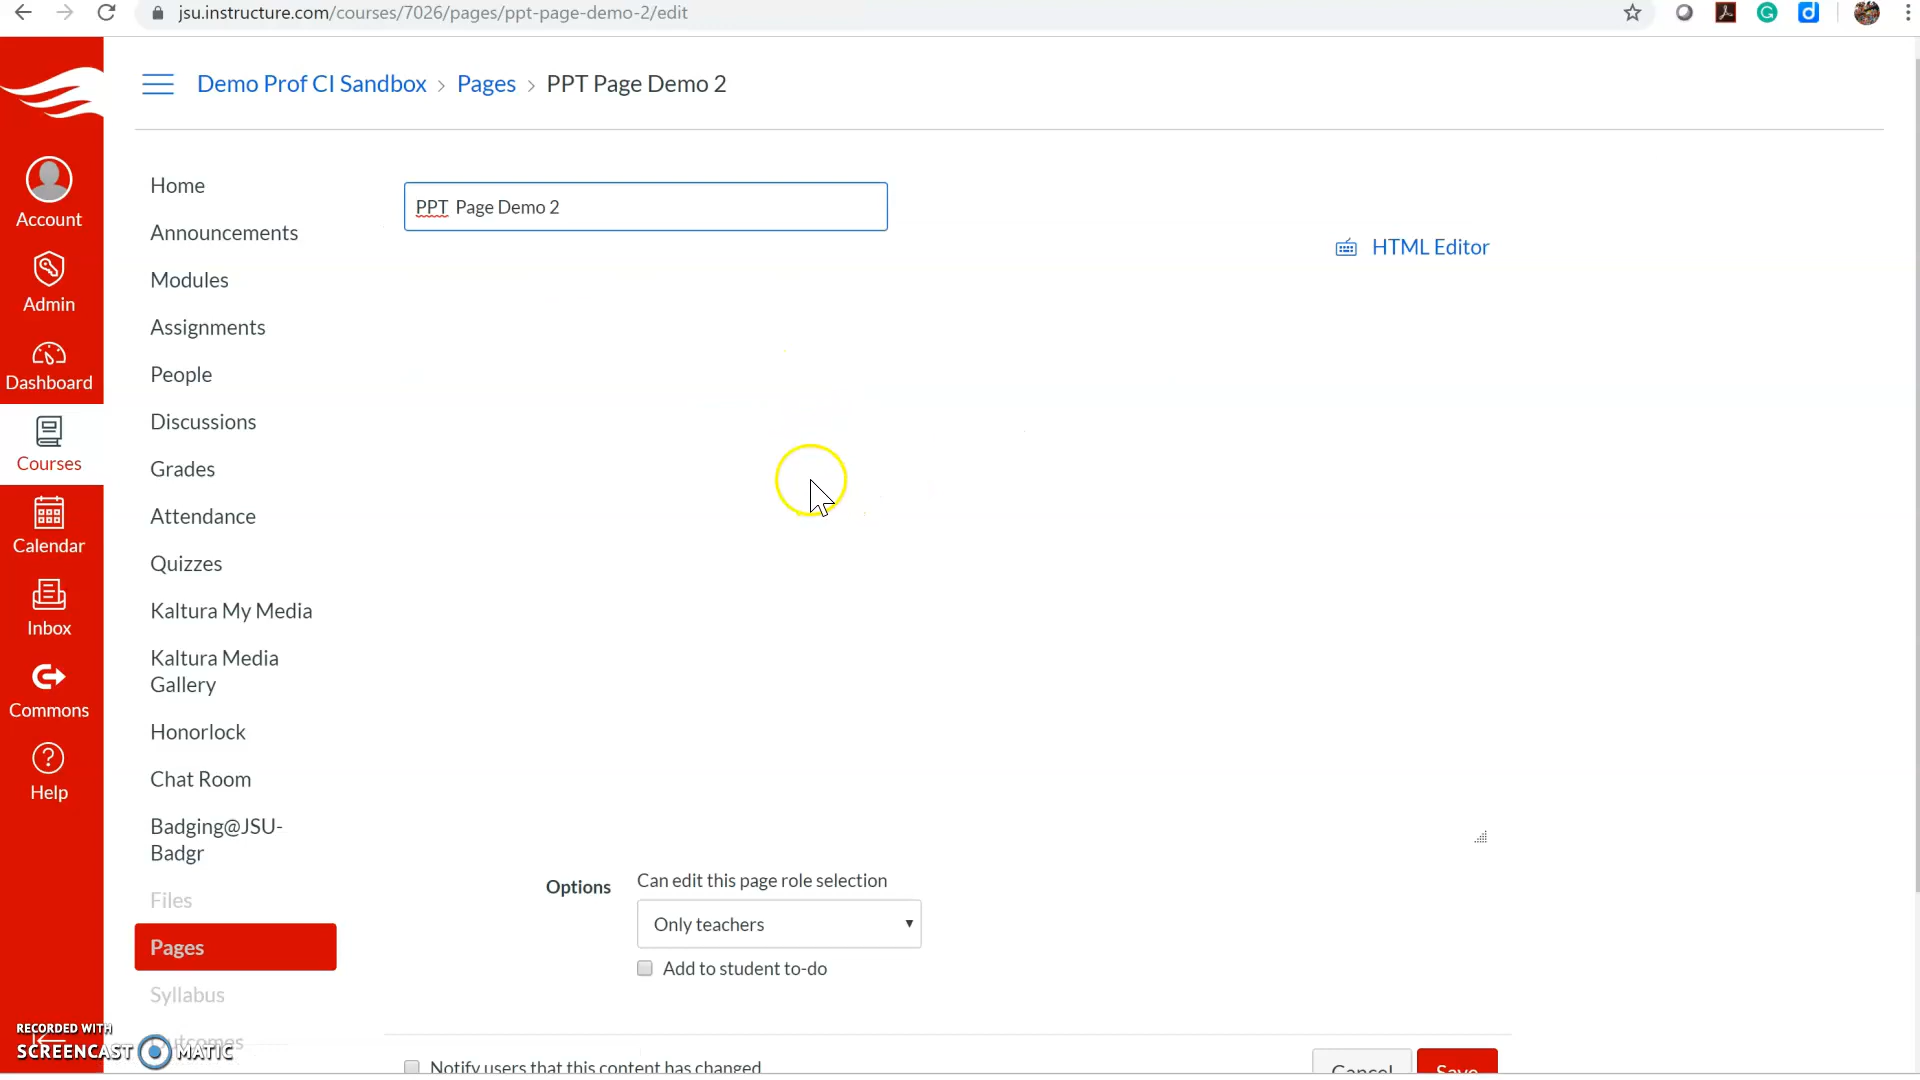 jsu.instructure.com/courses/7026/pages/ppt-page-demo-2/edit
Demo Prof CI Sandbox > Pages > PPT Page Demo 2
Account
Admin
Dashboard
Courses
Calendar
Inbox
Commons
Help
Home
Announcements
Modules
Assignments
People
Discussions
Grades
Attendance
Quizzes
Kaltura My Media
Kaltura Media
Gallery
Honorlock
Chat Room
Badging@JSU-
Badgr
Files
Pages
Syllabus
Outcomes
PPT Page Demo 2
HTML Editor
Options
Can edit this page role selection
Only teachers
Add to student to-do
Notify users that this content has changed
Cancel
Save
RECORDED WITH
SCREENCAST MATIC